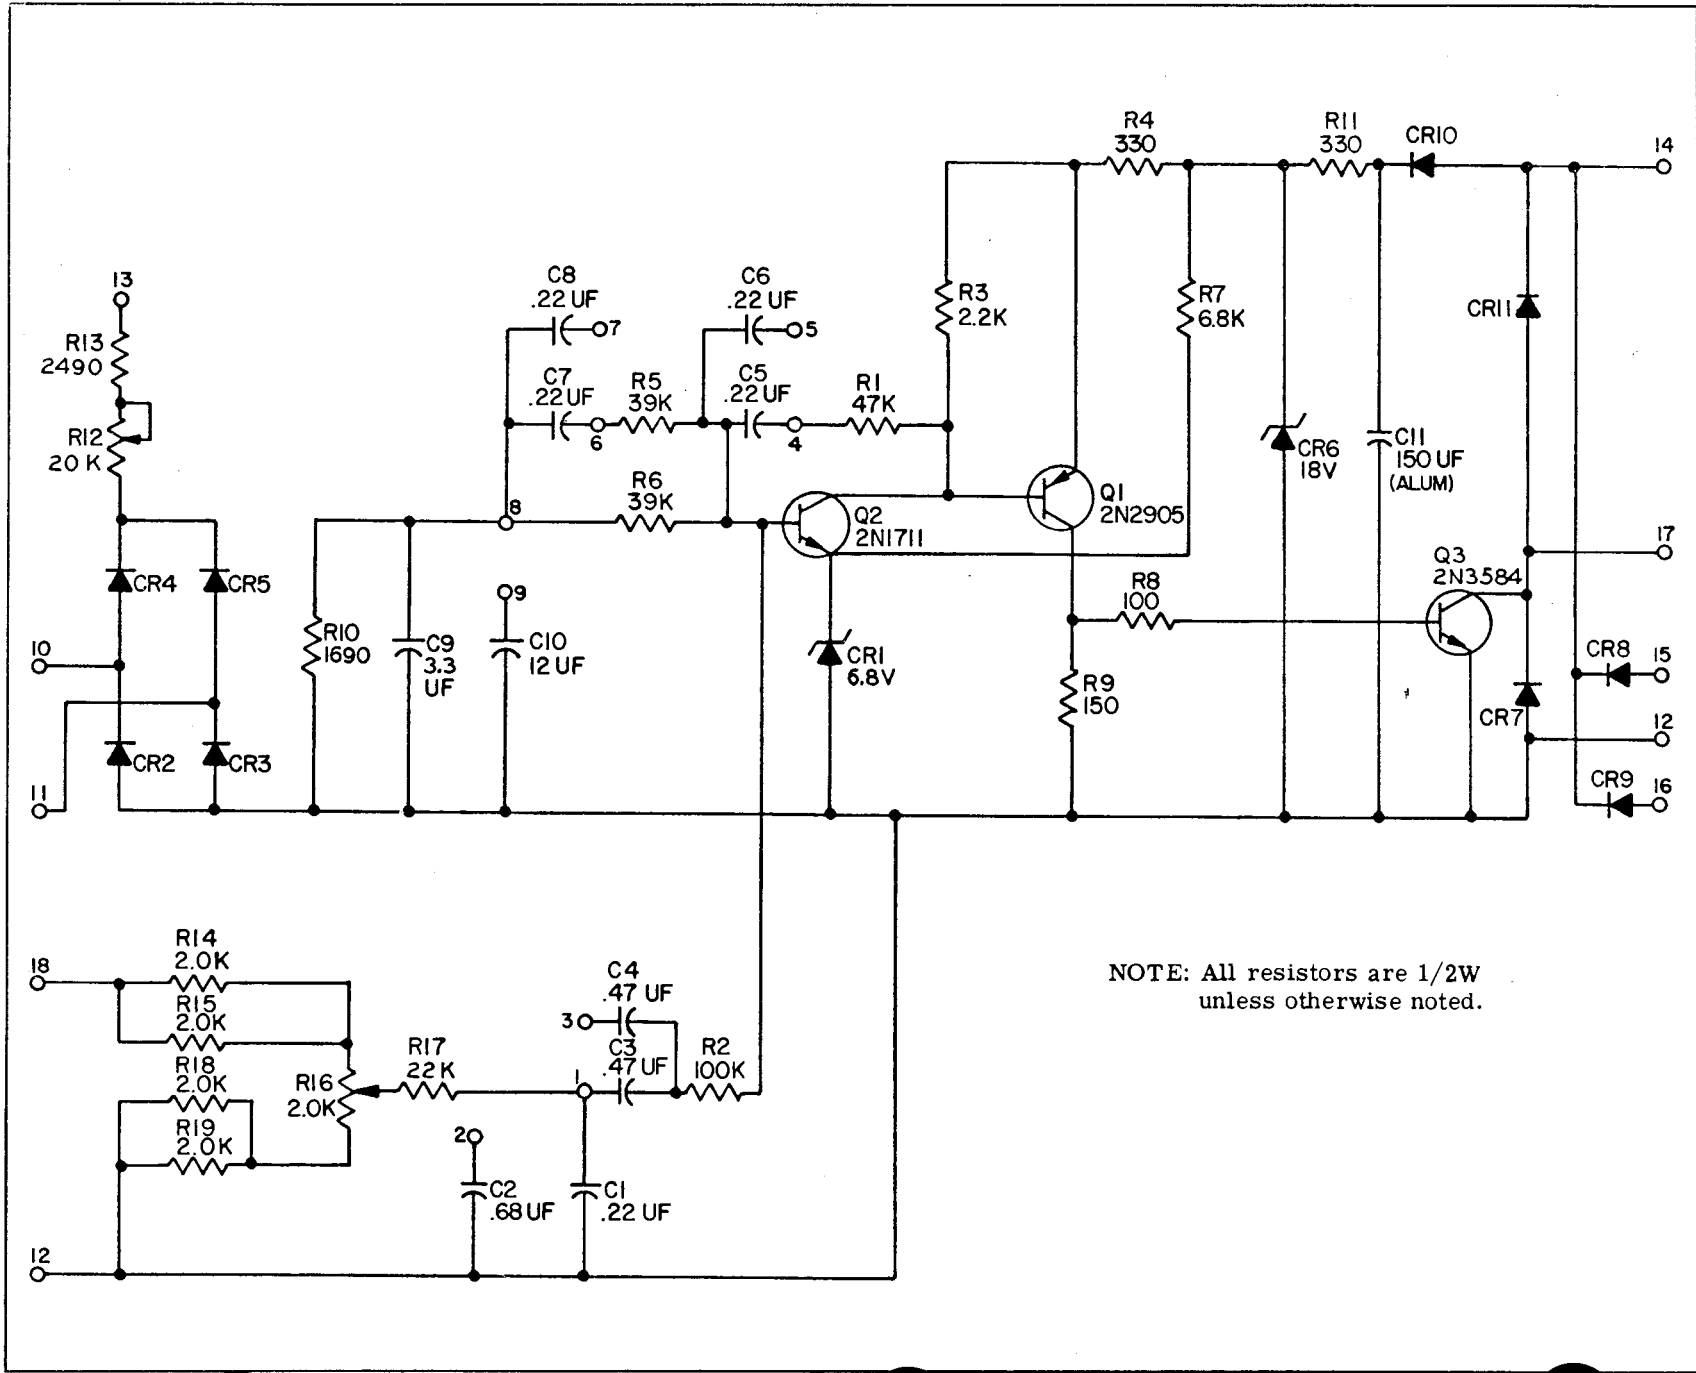 R4
330
R11
330
CR10
14
13
R13
2490
R12
20 K
C8
.22 UF
7
C6
.22 UF
5
R3
2.2K
R7
6.8K
CR11
C7
.22UF
6
R5
39K
C5
.22 UF
4
R1
47K
CR6
18V
C11
150 UF
(ALUM)
R6
39K
8
Q2
2N1711
Q1
2N2905
17
Q3
2N3584
CR4
CR5
9
R8
100
10
R10
1690
C9
3.3
UF
C10
12 UF
CR1
6.8V
R9
150
CR8
15
CR7
12
CR2
CR3
11
CR9
16
18
R14
2.0K
R15
2.0K
R18
2.0K
R19
2.0K
R16
2.0K
R17
22 K
C4
.47 UF
3
C3
.47 UF
1
R2
100K
2
C2
.68 UF
C1
.22 UF
12
NOTE: All resistors are 1/2W
unless otherwise noted.